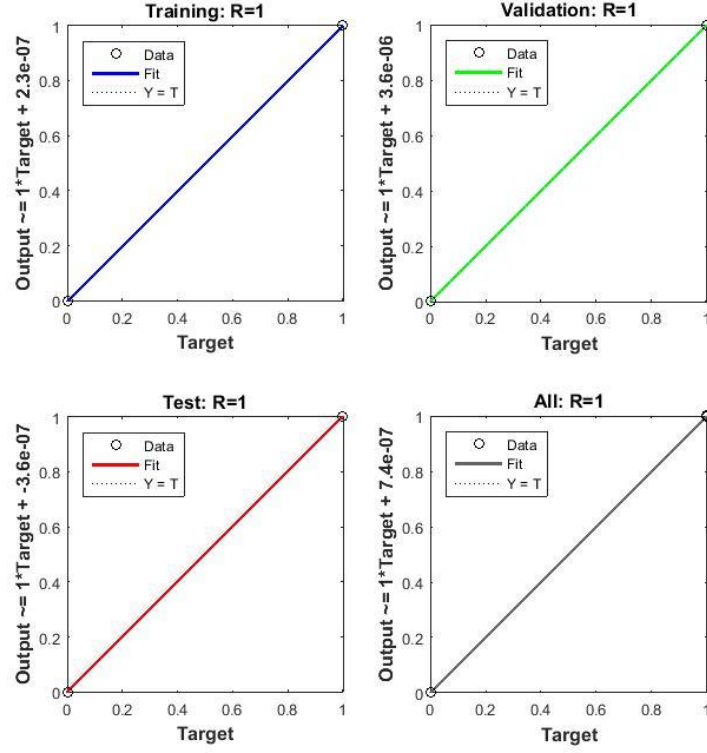 Training: R=1
Output ~= 1*Target + 2.3e-07
1
0.8
0.6
0.4
0.2
0
Data
Fit
Y = T
0 0.2 0.4 0.6 0.8 1
Target
Validation: R=1
Output ~= 1*Target + 3.6e-06
1
0.8
0.6
0.4
0.2
0
Data
Fit
Y = T
0 0.2 0.4 0.6 0.8 1
Target
Test: R=1
Output ~= 1*Target + -3.6e-07
1
0.8
0.6
0.4
0.2
0
Data
Fit
Y = T
0 0.2 0.4 0.6 0.8 1
Target
All: R=1
Output ~= 1*Target + 7.4e-07
1
0.8
0.6
0.4
0.2
0
Data
Fit
Y = T
0 0.2 0.4 0.6 0.8 1
Target